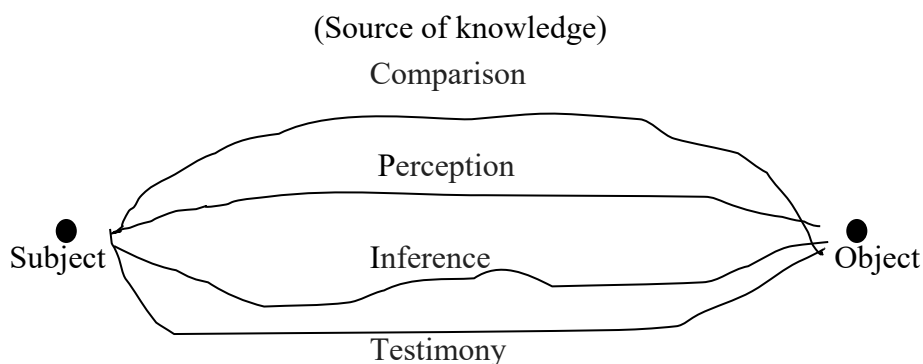 (Source of knowledge)
Comparison
Perception
Subject
Inference
Object
Testimony